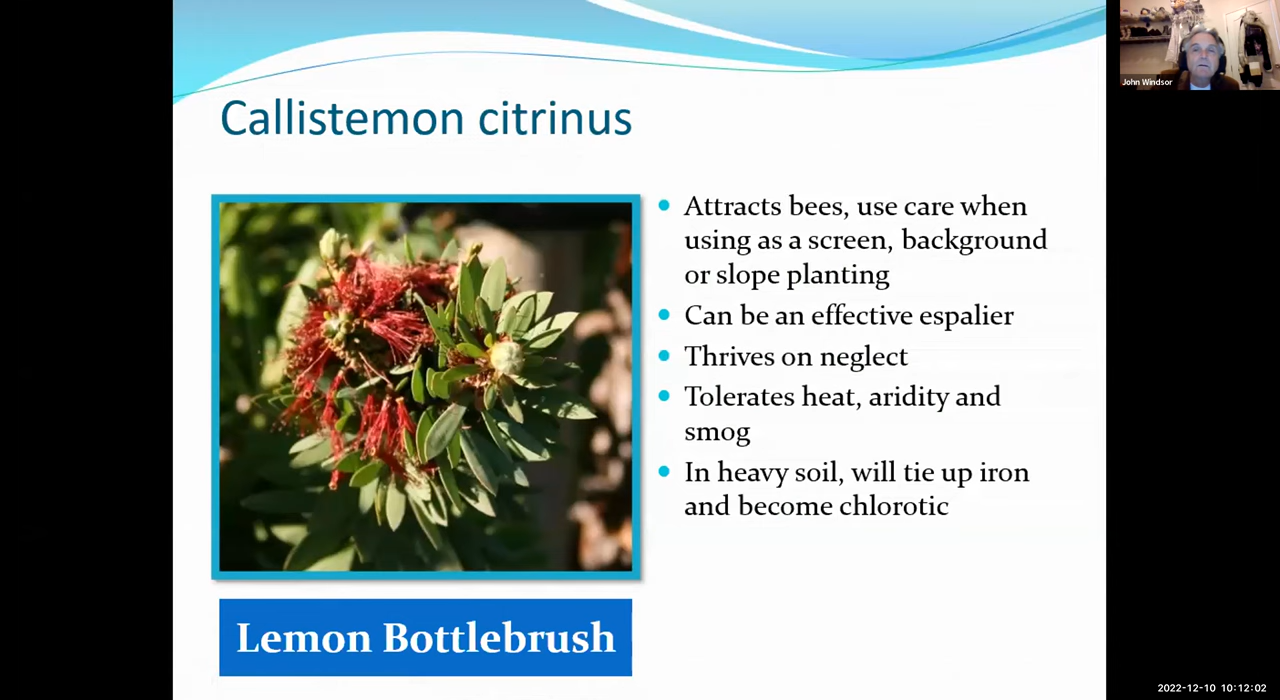 Callistemon citrinus
Attracts bees, use care when
using as a screen, background
or slope planting
Can be an effective espalier
Thrives on neglect
Tolerates heat, aridity and
smog
In heavy soil, will tie up iron
and become chlorotic
Lemon Bottlebrush
John Windsor
2022-12-10 10:12:02